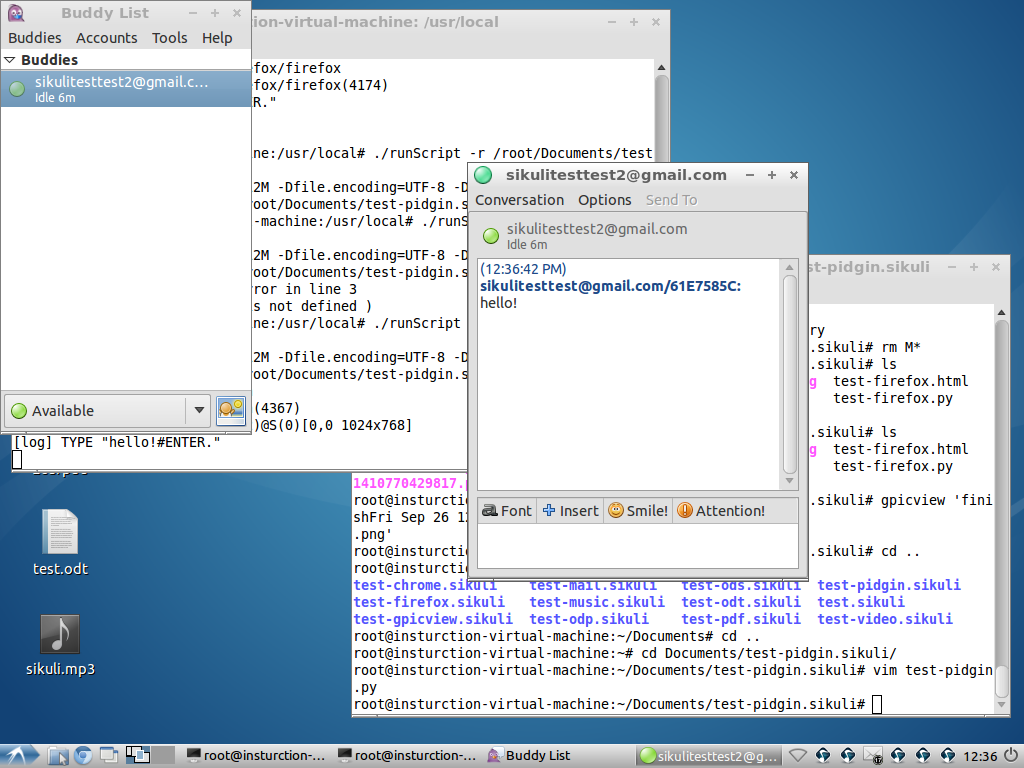 Buddy List
Buddies Accounts Tools Help
Buddies
sikulitesttest2@gmail.c...
Idle 6m
Available
ction-virtual-machine: /usr/local
efox/firefox
efox/firefox(4174)
R."
ine:/usr/local# ./runScript -r /root/Documents/test
2M -Dfile.encoding=UTF-8 -D
root/Documents/test-pidgin.s
-machine:/usr/local# ./runS
2M -Dfile.encoding=UTF-8 -D
root/Documents/test-pidgin.s
rror in line 3
s not defined )
ine:/usr/local# ./runScript
2M -Dfile.encoding=UTF-8 -D
root/Documents/test-pidgin.s
(4367)
)@S(0)[0,0 1024x768]
[log] TYPE "hello!#ENTER."
sikulitesttest2@gmail.com
Conversation Options Send To
sikulitesttest2@gmail.com
Idle 6m
(12:36:42 PM)
sikulitesttest@gmail.com/61E7585C:
hello!
Font Insert Smile! Attention!
st-pidgin.sikuli
ry
.sikuli# rm M*
.sikuli# ls
g test-firefox.html
test-firefox.py
.sikuli# ls
g test-firefox.html
test-firefox.py
1410770429817.p
root@insturctio .sikuli# gpicview 'fini
shFri Sep 26 12
.png'
root@insturctio .sikuli# cd ..
root@insturctio
test-chrome.sikuli test-mail.sikuli test-ods.sikuli test-pidgin.sikuli
test-firefox.sikuli test-music.sikuli test-odt.sikuli test.sikuli
test-gpicview.sikuli test-odp.sikuli test-pdf.sikuli test-video.sikuli
root@insturction-virtual-machine:~/Documents# cd ..
root@insturction-virtual-machine:~# cd Documents/test-pidgin.sikuli/
root@insturction-virtual-machine:~/Documents/test-pidgin.sikuli# vim test-pidgin
.py
root@insturction-virtual-machine:~/Documents/test-pidgin.sikuli#
test.odt
sikuli.mp3
root@insturction-... root@insturction-... Buddy List sikulitesttest2@g... 12:36